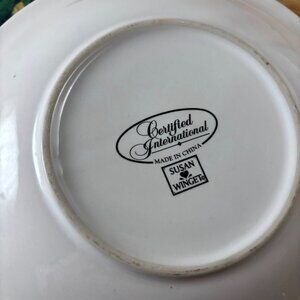 Certified
International
MADE IN CHINA
SUSAN
WINGET